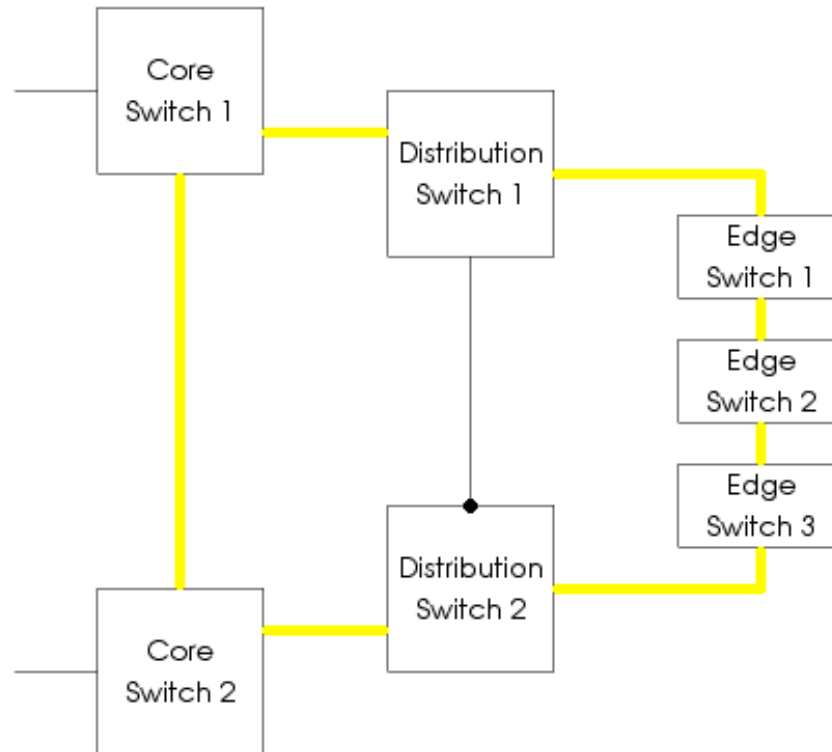 Core
Switch 1
Distribution
Switch 1
Edge
Switch 1
Edge
Switch 2
Edge
Switch 3
Distribution
Switch 2
Core
Switch 2